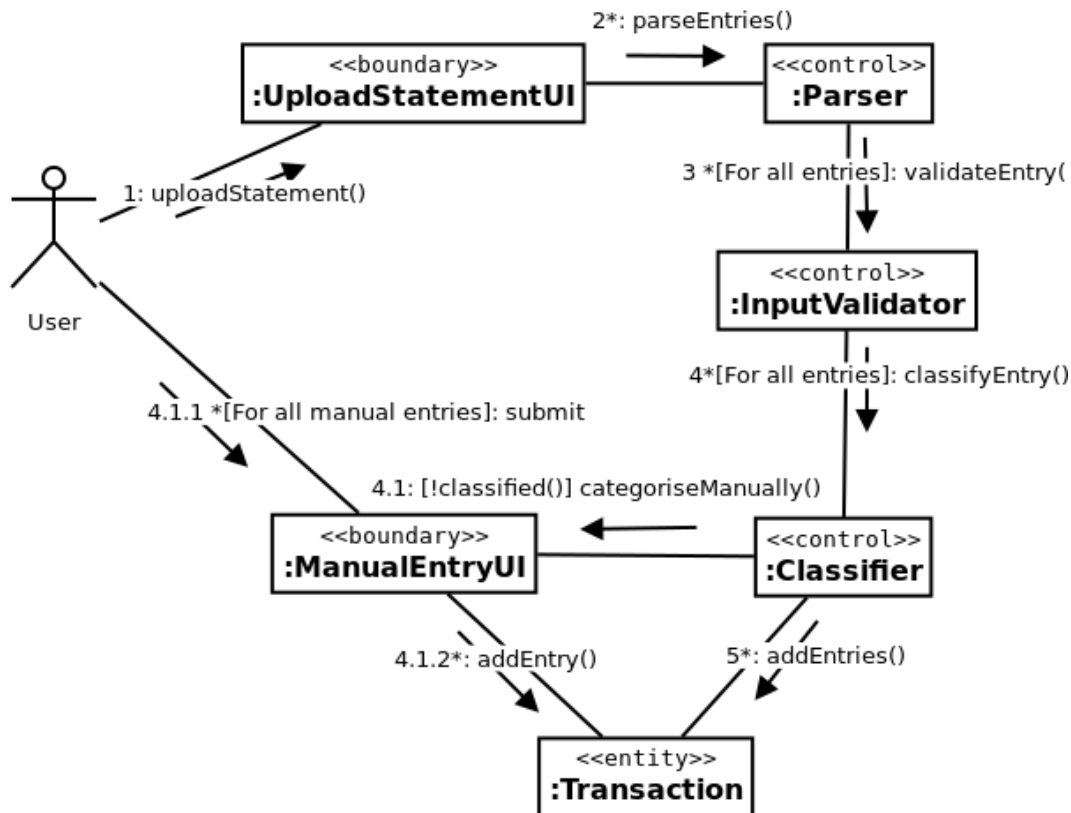 2*: parseEntries()
<<boundary>>
:UploadStatementUI
<<control>>
:Parser
3 *[For all entries]: validateEntry(
1: uploadStatement()
<<control>>
:InputValidator
User
4*[For all entries]: classifyEntry()
4.1.1 *[For all manual entries]: submit
4.1: [!classified()] categoriseManually()
<<boundary>>
:ManualEntryUI
<<control>>
:Classifier
4.1.2*: addEntry()
5*: addEntries()
<<entity>>
:Transaction